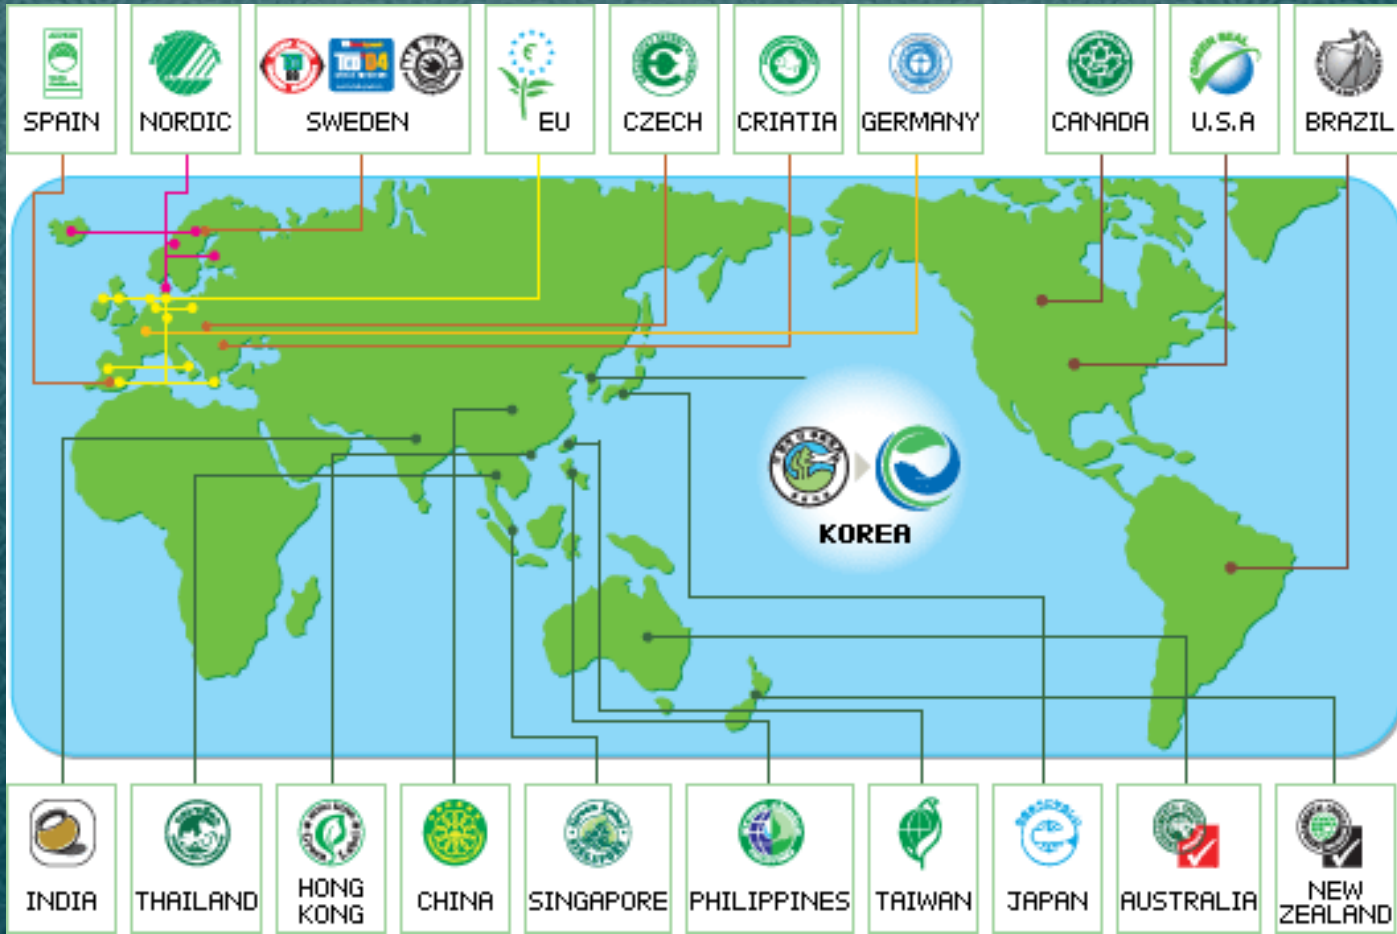 SPAIN
NORDIC
SWEDEN
EU
CZECH
CRIATIA
GERMANY
CANADA
U.S.A
BRAZIL
KOREA
INDIA
THAILAND
HONG
KONG
CHINA
SINGAPORE
PHILIPPINES
TAIWAN
JAPAN
AUSTRALIA
NEW
ZEALAND